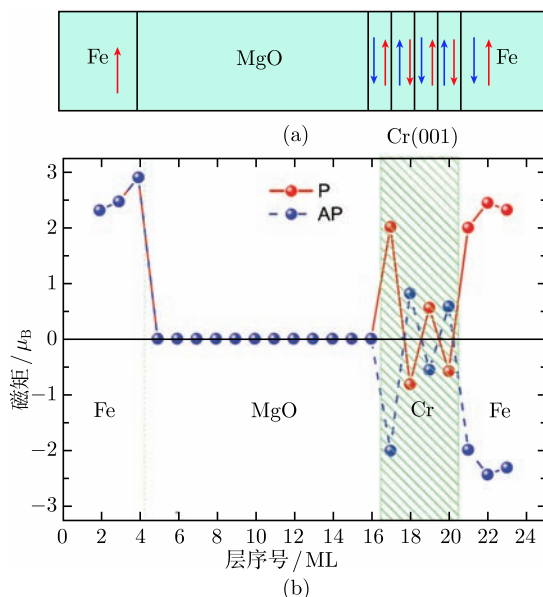 Fe MgO Fe
(a) Cr(001)
3
2
1
0
−1
−2
−3
磁矩/μB
P
AP
Fe MgO Cr Fe
0 2 4 6 8 10 12 14 16 18 20 22 24
层序号/ML
(b)